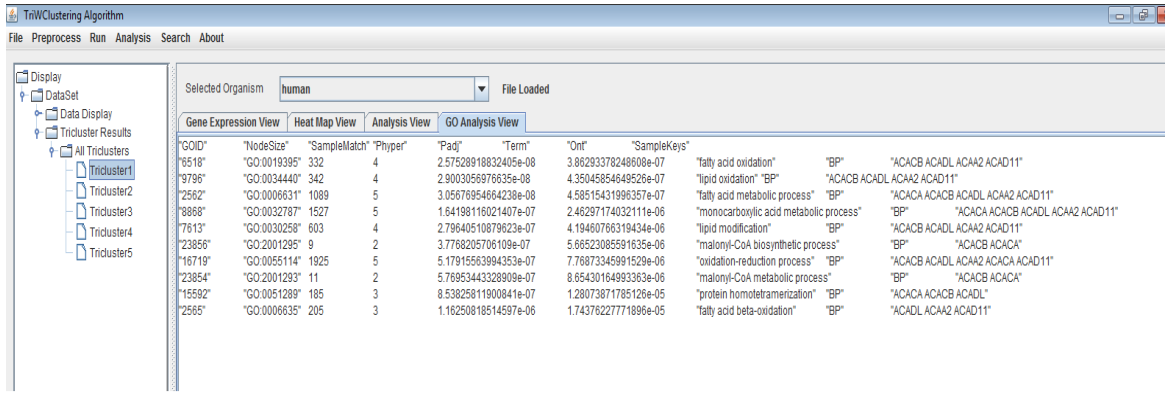 TriWClustering Algorithm
File Preprocess Run Analysis Search About
Display
DataSet
Data Display
Tricluster Results
All Triclusters
Tricluster1
Tricluster2
Tricluster3
Tricluster4
Tricluster5
Selected Organism human File Loaded
Gene Expression View Heat Map View Analysis View GO Analysis View
"GOID" "NodeSize" "SampleMatch" "Phyper" "Padj" "Term" "Ont" "SampleKeys"
"6518" "GO:0019395" 332 4 2.57528918832405e-08 3.86293378248608e-07 "fatty acid oxidation" "BP" "ACACB ACADL ACAA2 ACAD11"
"9796" "GO:0034440" 342 4 2.9003056976635e-08 4.35045854649526e-07 "lipid oxidation" "BP" "ACACB ACADL ACAA2 ACAD11"
"2562" "GO:0006631" 1089 5 3.05676954664238e-08 4.58515431996357e-07 "fatty acid metabolic process" "BP" "ACACA ACACB ACADL ACAA2 ACAD11"
"8868" "GO:0032787" 1527 5 1.64198116021407e-07 2.46297174032111e-06 "monocarboxylic acid metabolic process" "BP" "ACACA ACACB ACADL ACAA2 ACAD11"
"7613" "GO:0030258" 603 4 2.79640510879623e-07 4.19460766319434e-06 "lipid modification" "BP" "ACACB ACADL ACAA2 ACAD11"
"23856" "GO:2001295" 9 2 3.7768205706109e-07 5.66523085591635e-06 "malonyl-CoA biosynthetic process" "BP" "ACACB ACACA"
"16719" "GO:0055114" 1925 5 5.17915563994353e-07 7.76873345991529e-06 "oxidation-reduction process" "BP" "ACACB ACADL ACAA2 ACACA ACAD11"
"23854" "GO:2001293" 11 2 5.76953443328909e-07 8.65430164993363e-06 "malonyl-CoA metabolic process" "BP" "ACACB ACACA"
"15592" "GO:0051289" 185 3 8.53825811900841e-07 1.28073871785126e-05 "protein homotetramerization" "BP" "ACACA ACACB ACADL"
"2565" "GO:0006635" 205 3 1.16250818514597e-06 1.74376227771896e-05 "fatty acid beta-oxidation" "BP" "ACADL ACAA2 ACAD11"